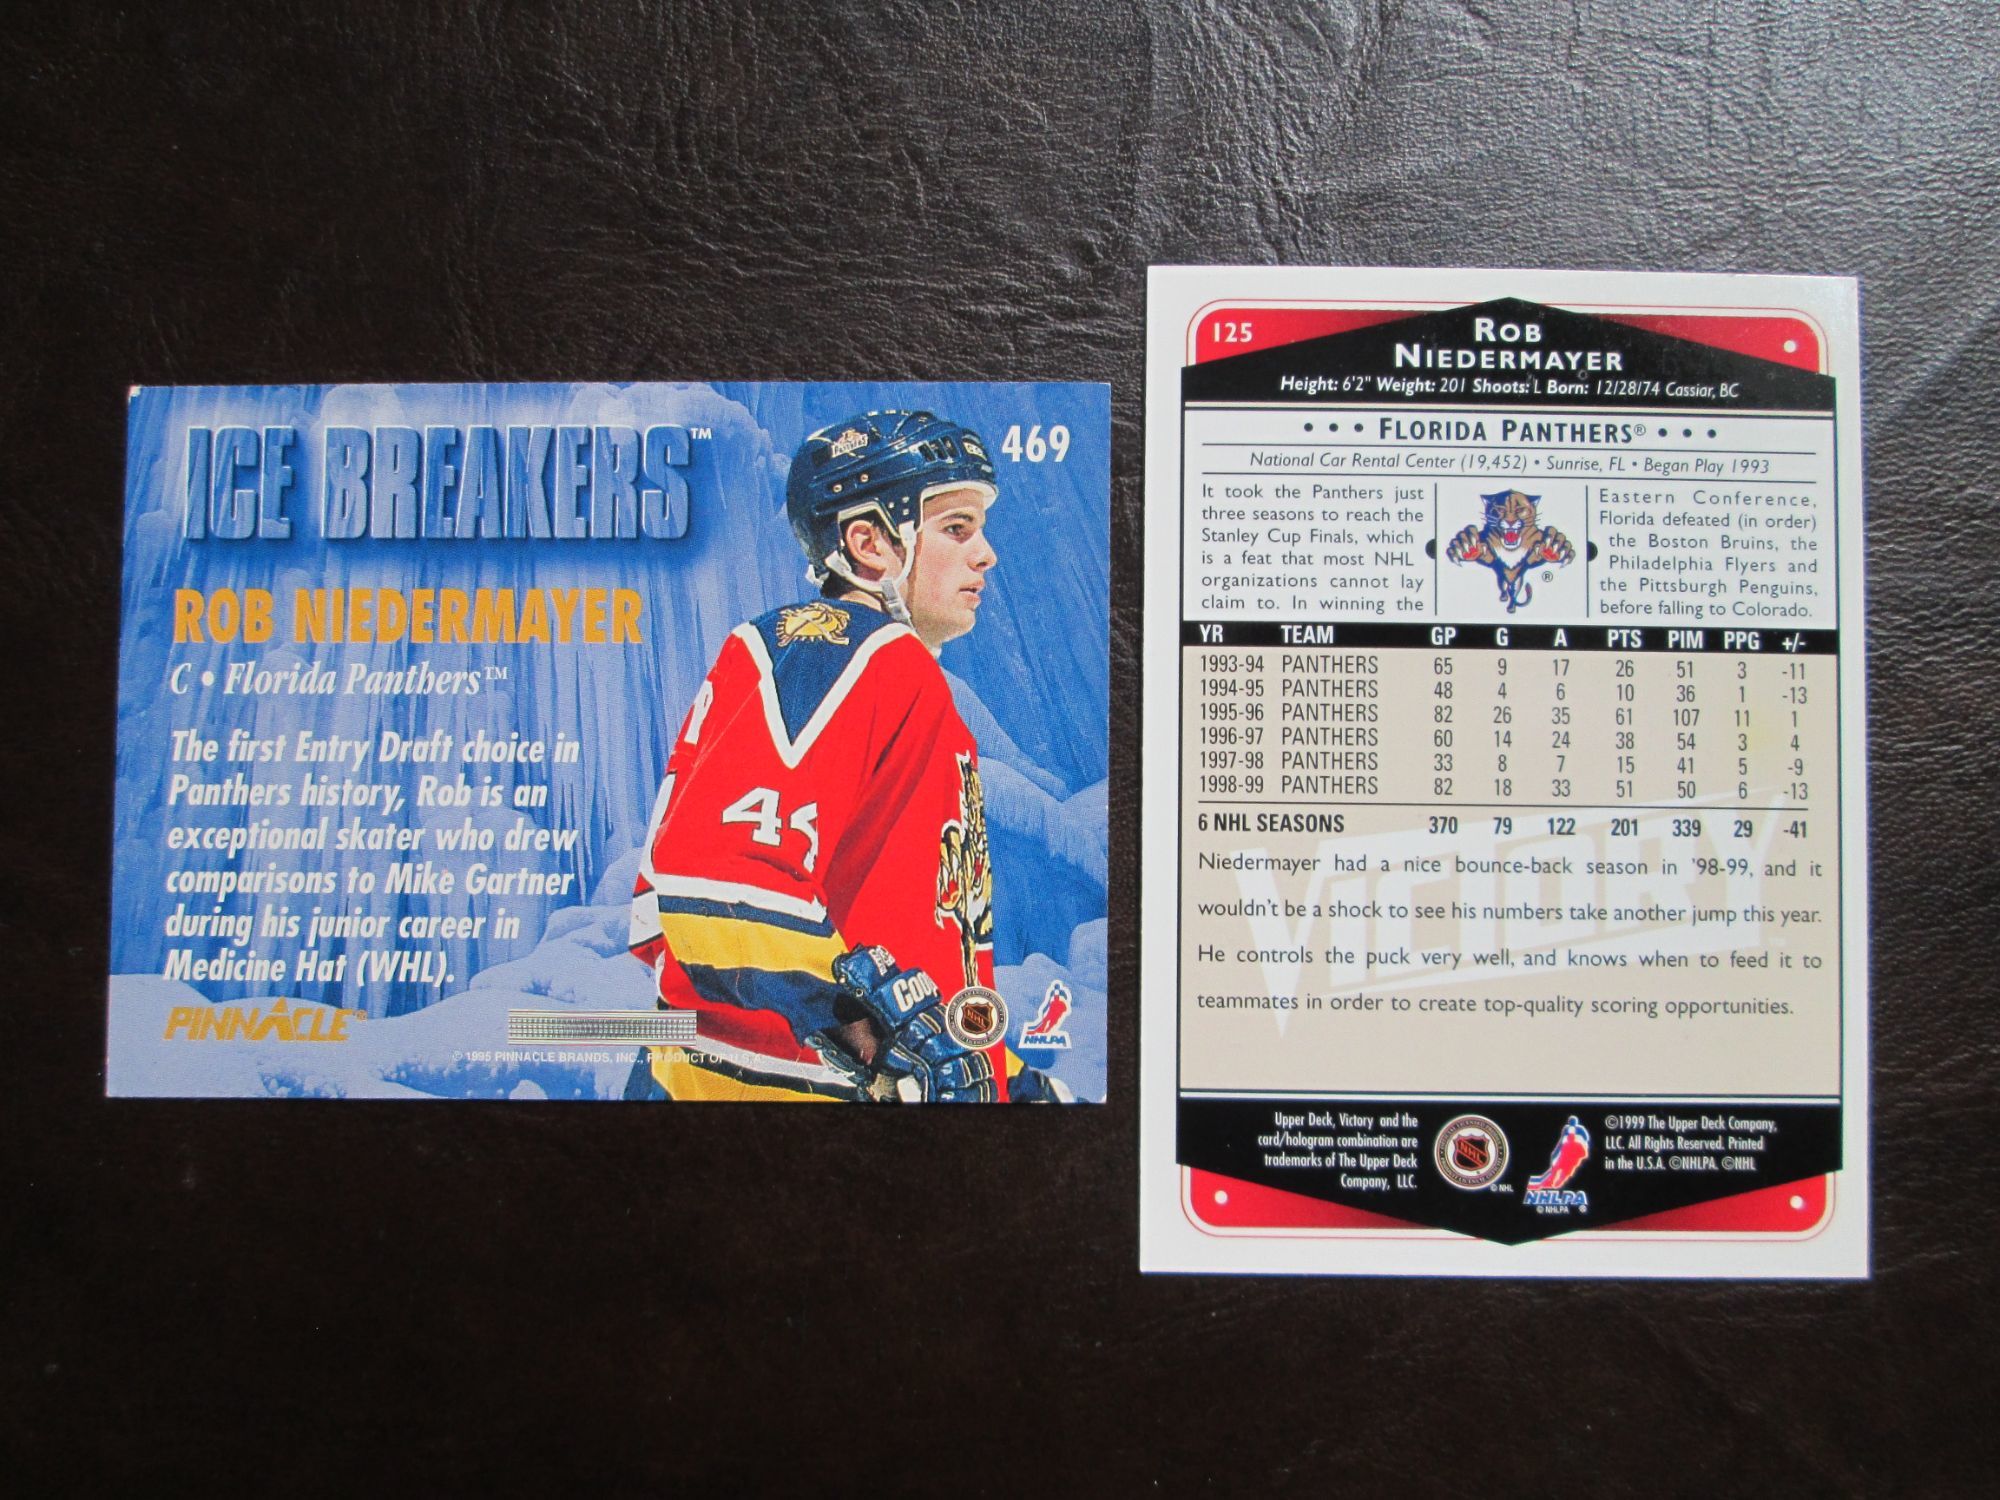 ICE BREAKERS™
469
ROB NIEDERMAYER
C • Florida Panthers™
The first Entry Draft choice in
Panthers history, Rob is an
exceptional skater who drew
comparisons to Mike Gartner
during his junior career in
Medicine Hat (WHL).
PINNACLE®
© 1995 PINNACLE BRANDS, INC., PRODUCT OF U.S.A.
44
NHL
NHLPA
125
ROB
NIEDERMAYER
Height: 6'2" Weight: 201 Shoots: L Born: 12/28/74 Cassiar, BC
• • • FLORIDA PANTHERS® • • •
National Car Rental Center (19,452) • Sunrise, FL • Began Play 1993
It took the Panthers just
three seasons to reach the
Stanley Cup Finals, which
is a feat that most NHL
organizations cannot lay
claim to. In winning the
®
Eastern Conference,
Florida defeated (in order)
the Boston Bruins, the
Philadelphia Flyers and
the Pittsburgh Penguins,
before falling to Colorado.
YR TEAM GP G A PTS PIM PPG +/-
1993-94 PANTHERS 65 9 17 26 51 3 -11
1994-95 PANTHERS 48 4 6 10 36 1 -13
1995-96 PANTHERS 82 26 35 61 107 11 1
1996-97 PANTHERS 60 14 24 38 54 3 4
1997-98 PANTHERS 33 8 7 15 41 5 -9
1998-99 PANTHERS 82 18 33 51 50 6 -13
6 NHL SEASONS 370 79 122 201 339 29 -41
VICTORY
Niedermayer had a nice bounce-back season in '98-99, and it
wouldn't be a shock to see his numbers take another jump this year.
He controls the puck very well, and knows when to feed it to
teammates in order to create top-quality scoring opportunities.
Upper Deck, Victory and the
card/hologram combination are
trademarks of The Upper Deck
Company, LLC.
NHL
© NHL
NHLPA
© NHLPA ®
©1999 The Upper Deck Company,
LLC. All Rights Reserved. Printed
in the U.S.A. ©NHLPA. ©NHL